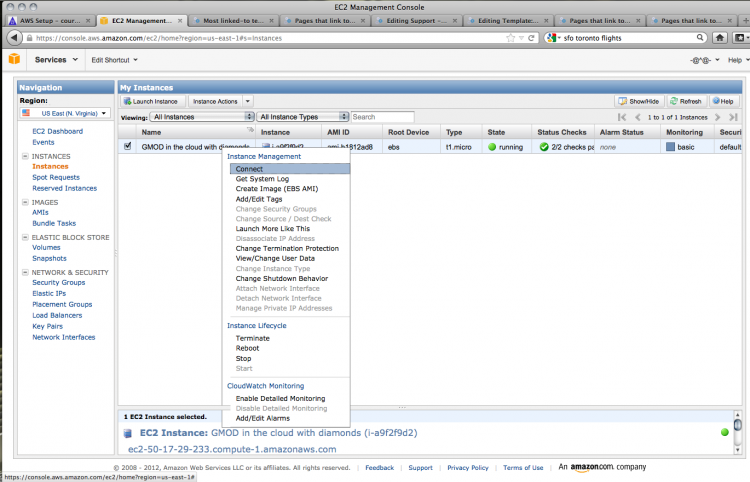 EC2 Management Console
AWS Setup – cour...
EC2 Managemen...
Most linked-to te...
Pages that link to...
Editing Support – ...
Editing Template:...
Pages that link to...
Pages that link to...
https://console.aws.amazon.com/ec2/home?region=us-east-1#s=Instances
sfo toronto flights
Services
Edit Shortcut
-@^@-
Help
Navigation
Region:
US East (N. Virginia)
EC2 Dashboard
Events
INSTANCES
Instances
Spot Requests
Reserved Instances
IMAGES
AMIs
Bundle Tasks
ELASTIC BLOCK STORE
Volumes
Snapshots
NETWORK & SECURITY
Security Groups
Elastic IPs
Placement Groups
Load Balancers
Key Pairs
Network Interfaces
My Instances
Launch Instance
Instance Actions
Show/Hide
Refresh
Help
Viewing:
All Instances
All Instance Types
Search
1 to 1 of 1 Instances
Name Instance AMI ID Root Device Type State Status Checks Alarm Status Monitoring Securi
GMOD in the cloud with diamonds i-a9f2f9d2 ami-b1812ad8 ebs t1.micro running 2/2 checks pa none basic default
Instance Management
Connect
Get System Log
Create Image (EBS AMI)
Add/Edit Tags
Change Security Groups
Change Source / Dest Check
Launch More Like This
Disassociate IP Address
Change Termination Protection
View/Change User Data
Change Instance Type
Change Shutdown Behavior
Attach Network Interface
Detach Network Interface
Manage Private IP Addresses
Instance Lifecycle
Terminate
Reboot
Stop
Start
CloudWatch Monitoring
Enable Detailed Monitoring
Disable Detailed Monitoring
Add/Edit Alarms
1 EC2 Instance selected.
EC2 Instance: GMOD in the cloud with diamonds (i-a9f2f9d2)
ec2-50-17-29-233.compute-1.amazonaws.com
© 2008 - 2012, Amazon Web Services LLC or its affiliates. All rights reserved.
Feedback
Support
Privacy Policy
Terms of Use
An amazon.com company
https://console.aws.amazon.com/ec2/home?region=us-east-1#